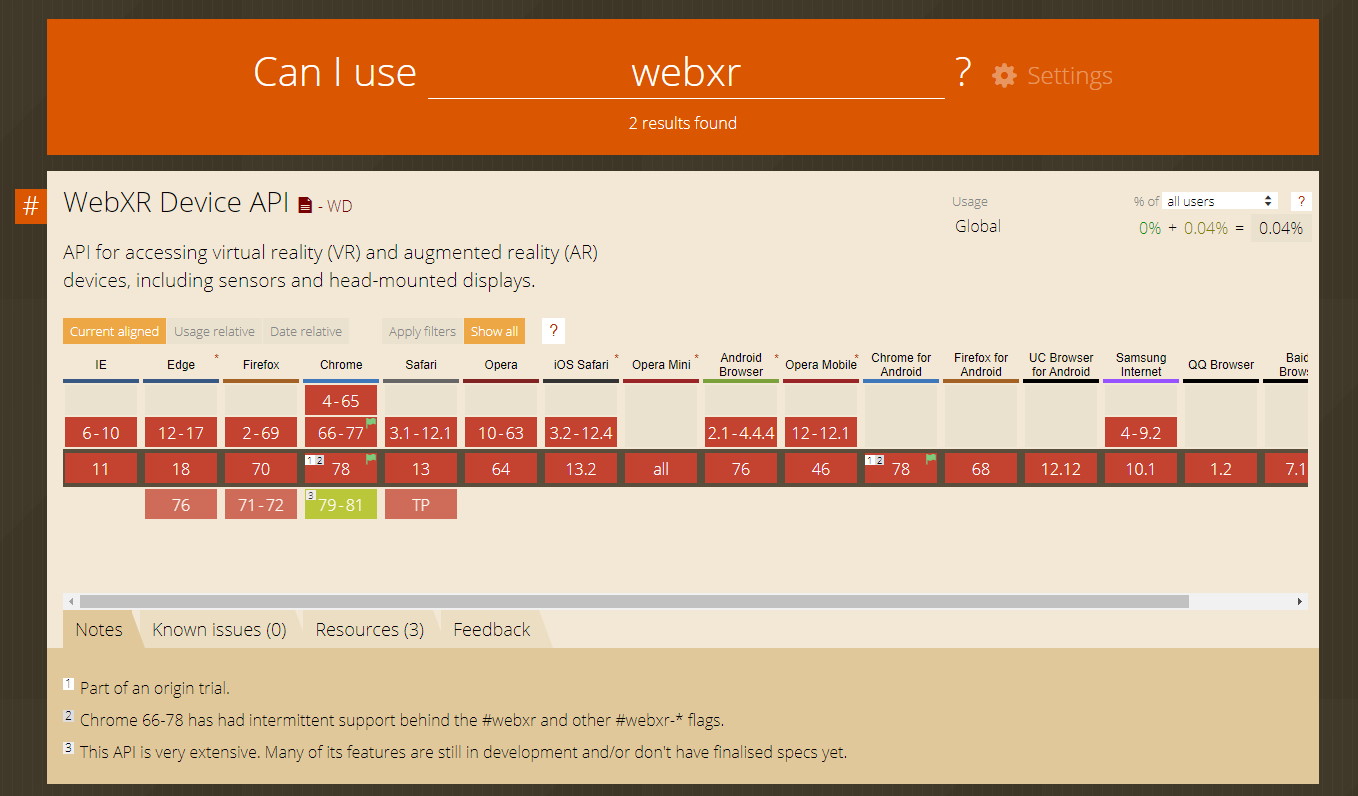 Can I use webxr ? Settings
2 results found
# WebXR Device API - WD
Usage % of all users ?
Global 0% + 0.04% = 0.04%
API for accessing virtual reality (VR) and augmented reality (AR)
devices, including sensors and head-mounted displays.
Current aligned Usage relative Date relative Apply filters Show all ?
IE Edge * Firefox Chrome Safari Opera iOS Safari * Opera Mini * Android Browser * Opera Mobile * Chrome for Android Firefox for Android UC Browser for Android Samsung Internet QQ Browser Baid Brows
4-65
6-10 12-17 2-69 66-77 3.1-12.1 10-63 3.2-12.4 2.1-4.4.4 12-12.1 4-9.2
11 18 70 1 2 78 13 64 13.2 all 76 46 1 2 78 68 12.12 10.1 1.2 7.1
76 71-72 3 79-81 TP
Notes Known issues (0) Resources (3) Feedback
1 Part of an origin trial.
2 Chrome 66-78 has had intermittent support behind the #webxr and other #webxr-* flags.
3 This API is very extensive. Many of its features are still in development and/or don't have finalised specs yet.